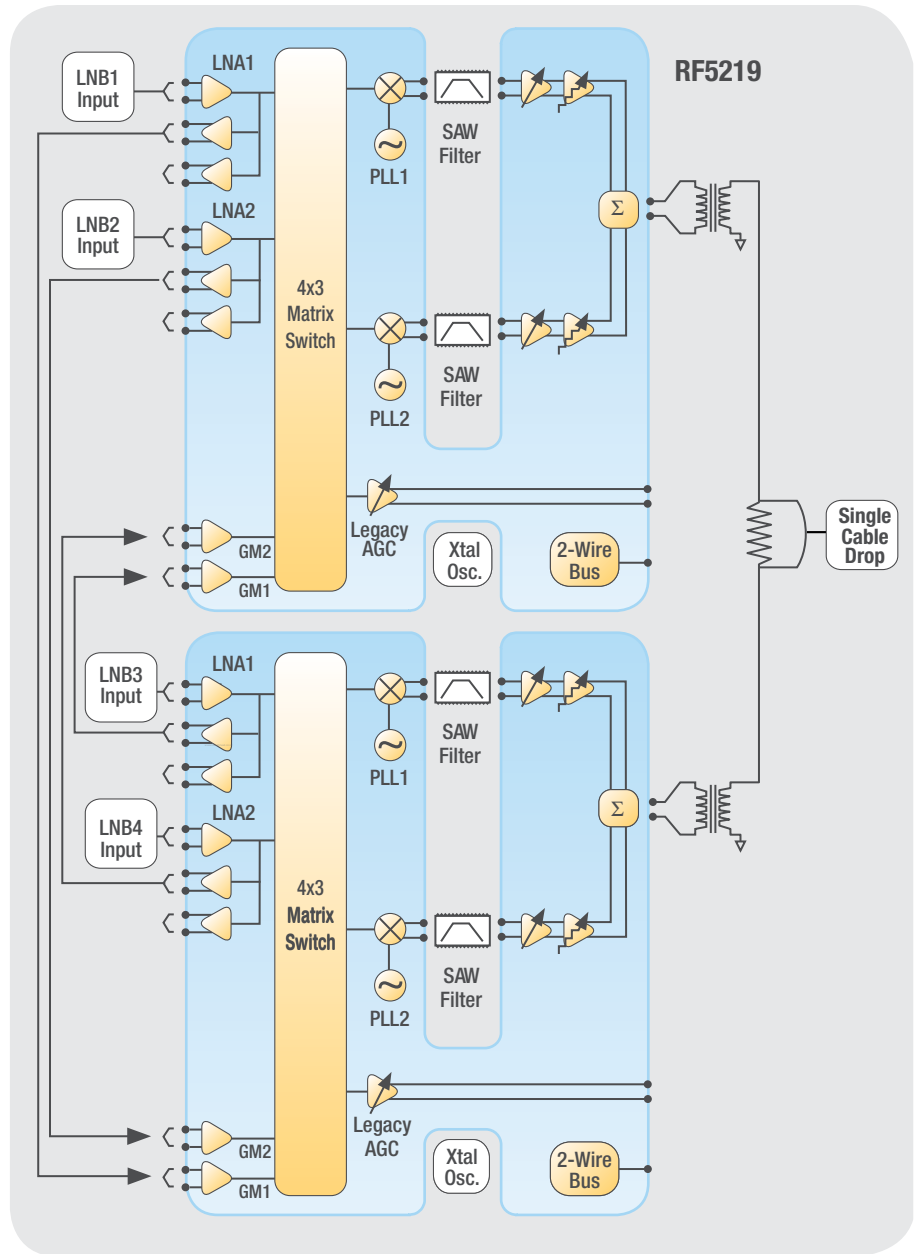 RF5219
LNB1
Input
LNA1
SAW
Filter
PLL1
LNB2
Input
LNA2
4x3
Matrix
Switch
Σ
SAW
Filter
PLL2
Legacy
AGC
GM2
GM1
Xtal
Osc.
2-Wire
Bus
Single
Cable
Drop
LNB3
Input
LNA1
SAW
Filter
PLL1
LNB4
Input
LNA2
4x3
Matrix
Switch
Σ
SAW
Filter
PLL2
Legacy
AGC
GM2
GM1
Xtal
Osc.
2-Wire
Bus